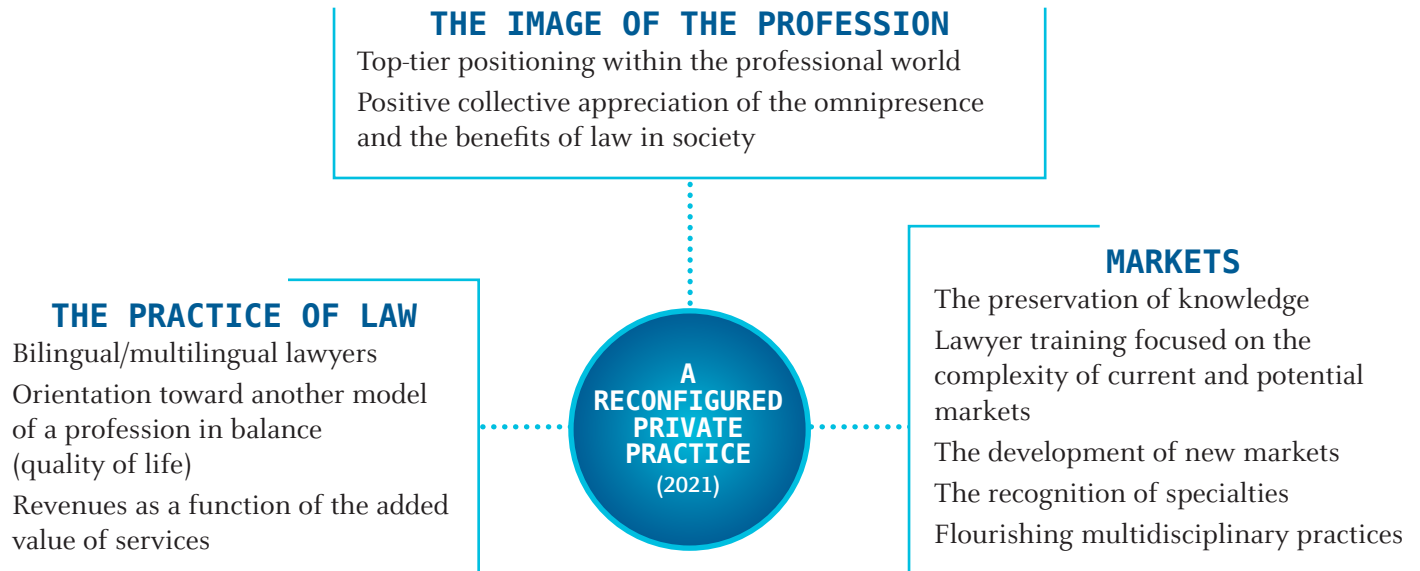 THE IMAGE OF THE PROFESSION
Top-tier positioning within the professional world
Positive collective appreciation of the omnipresence
and the benefits of law in society
THE PRACTICE OF LAW
Bilingual/multilingual lawyers
Orientation toward another model
of a profession in balance
(quality of life)
Revenues as a function of the added
value of services
A
RECONFIGURED
PRIVATE
PRACTICE
(2021)
MARKETS
The preservation of knowledge
Lawyer training focused on the
complexity of current and potential
markets
The development of new markets
The recognition of specialties
Flourishing multidisciplinary practices